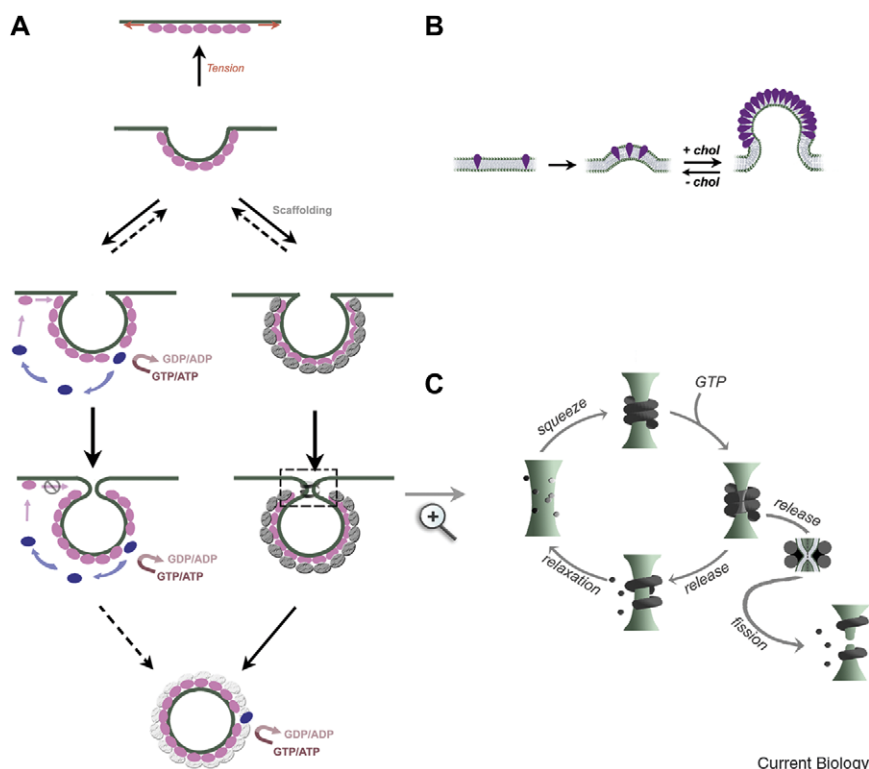 A
Tension
Scaffolding
GDP/ADP
GTP/ATP
GDP/ADP
GTP/ATP
GDP/ADP
GTP/ATP
B
+ chol
- chol
C
squeeze
GTP
release
release
relaxation
fission
Current Biology